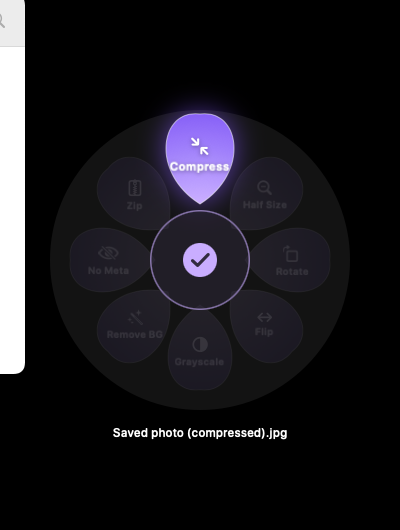 Compress
Zip
Half Size
No Meta
Rotate
Remove BG
Flip
Grayscale
Saved photo (compressed).jpg